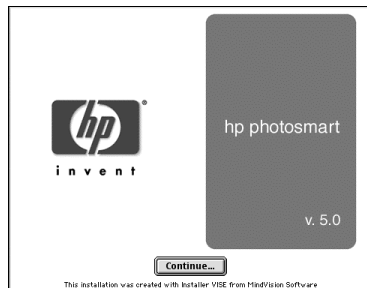 hp
invent
hp photosmart
v. 5.0
Continue...
This installation was created with Installer VISE from MindVision Software